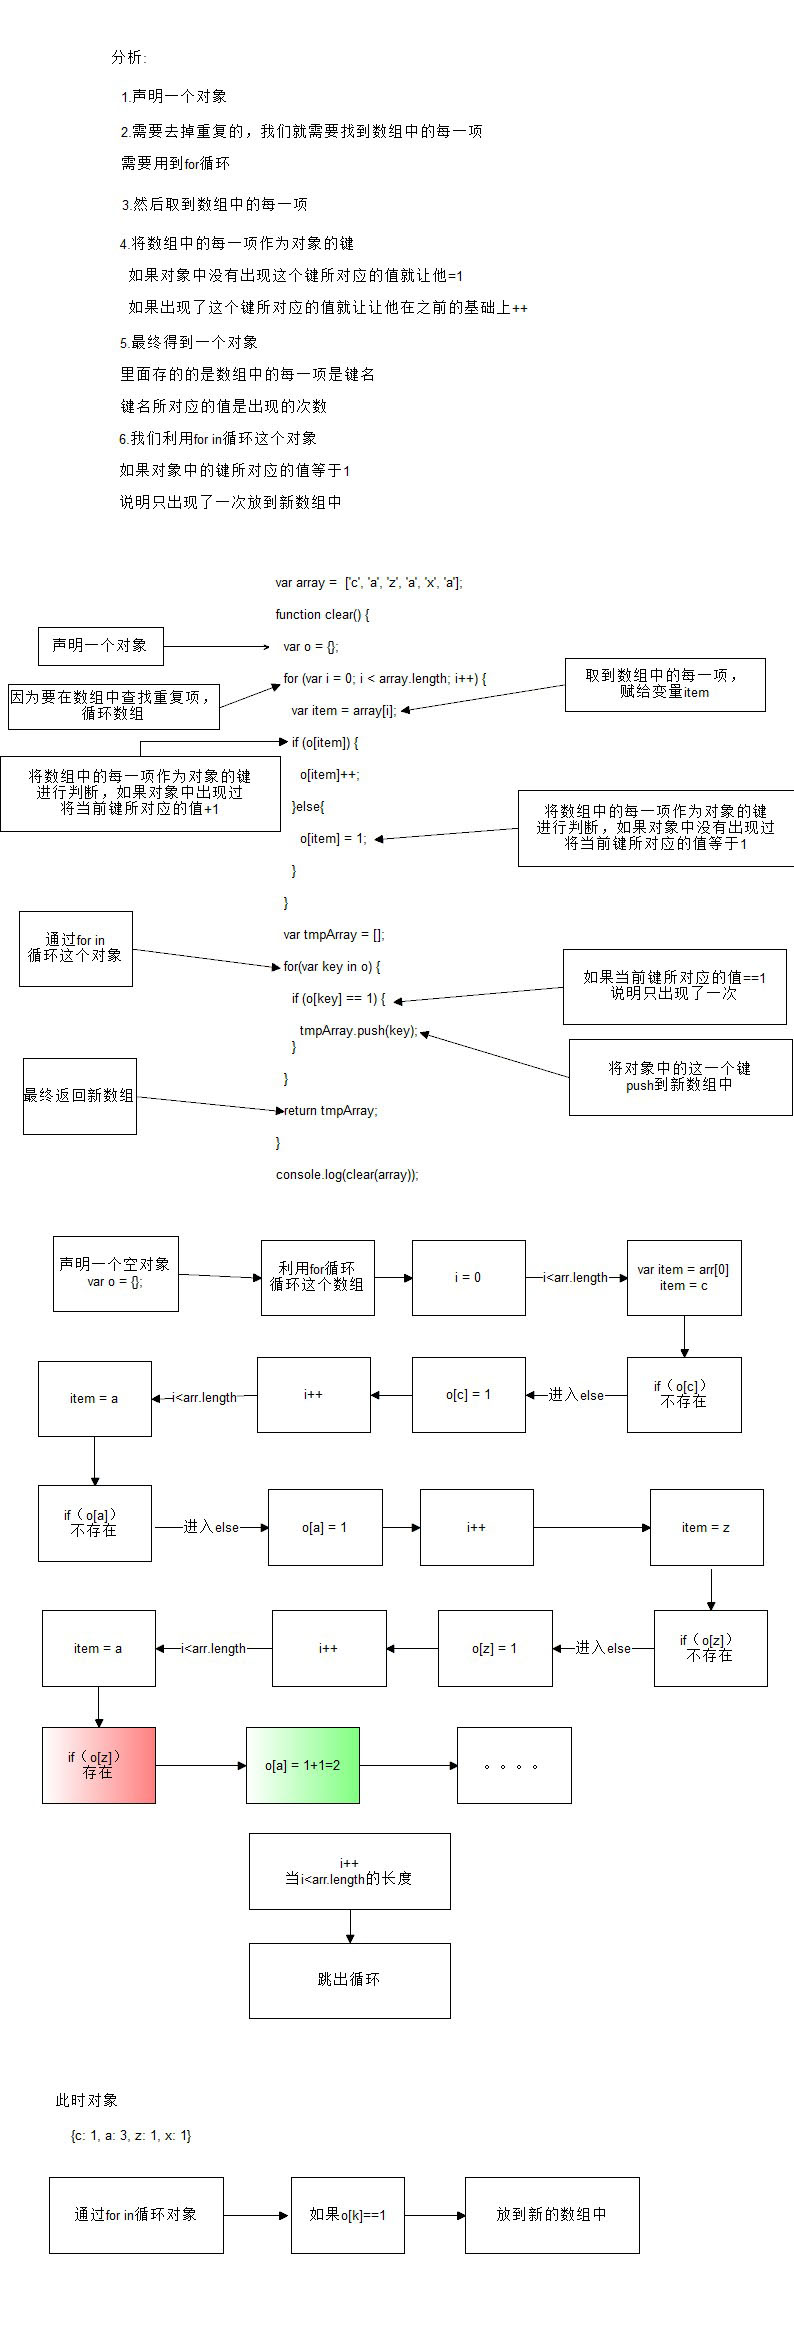 分析:
1.声明一个对象
2.需要去掉重复的，我们就需要找到数组中的每一项
需要用到for循环
3.然后取到数组中的每一项
4.将数组中的每一项作为对象的键
如果对象中没有出现这个键所对应的值就让他=1
如果出现了这个键所对应的值就让让他在之前的基础上++
5.最终得到一个对象
里面存的的是数组中的每一项是键名
键名所对应的值是出现的次数
6.我们利用for in循环这个对象
如果对象中的键所对应的值等于1
说明只出现了一次放到新数组中
var array =  ['c', 'a', 'z', 'a', 'x', 'a'];
function clear() {
声明一个对象
var o = {};
for (var i = 0; i < array.length; i++) {
取到数组中的每一项，
赋给变量item
因为要在数组中查找重复项，
循环数组
var item = array[i];
if (o[item]) {
将数组中的每一项作为对象的键
进行判断，如果对象中出现过
将当前键所对应的值+1
o[item]++;
}else{
将数组中的每一项作为对象的键
进行判断，如果对象中没有出现过
将当前键所对应的值等于1
o[item] = 1;
}
}
通过for in
循环这个对象
var tmpArray = [];
for(var key in o) {
如果当前键所对应的值==1
说明只出现了一次
if (o[key] == 1) {
tmpArray.push(key);
}
将对象中的这一个键
push到新数组中
}
最终返回新数组
return tmpArray;
}
console.log(clear(array));
声明一个空对象
var o = {};
利用for循环
循环这个数组
i = 0
i<arr.length
var item = arr[0]
item = c
if（o[c]）
不存在
进入else
o[c] = 1
i++
i<arr.length
item = a
if（o[a]）
不存在
进入else
o[a] = 1
i++
item = z
if（o[z]）
不存在
进入else
o[z] = 1
i++
i<arr.length
item = a
if（o[z]）
存在
o[a] = 1+1=2
。。。。
i++
当i<arr.length的长度
跳出循环
此时对象
{c: 1, a: 3, z: 1, x: 1}
通过for in循环对象
如果o[k]==1
放到新的数组中